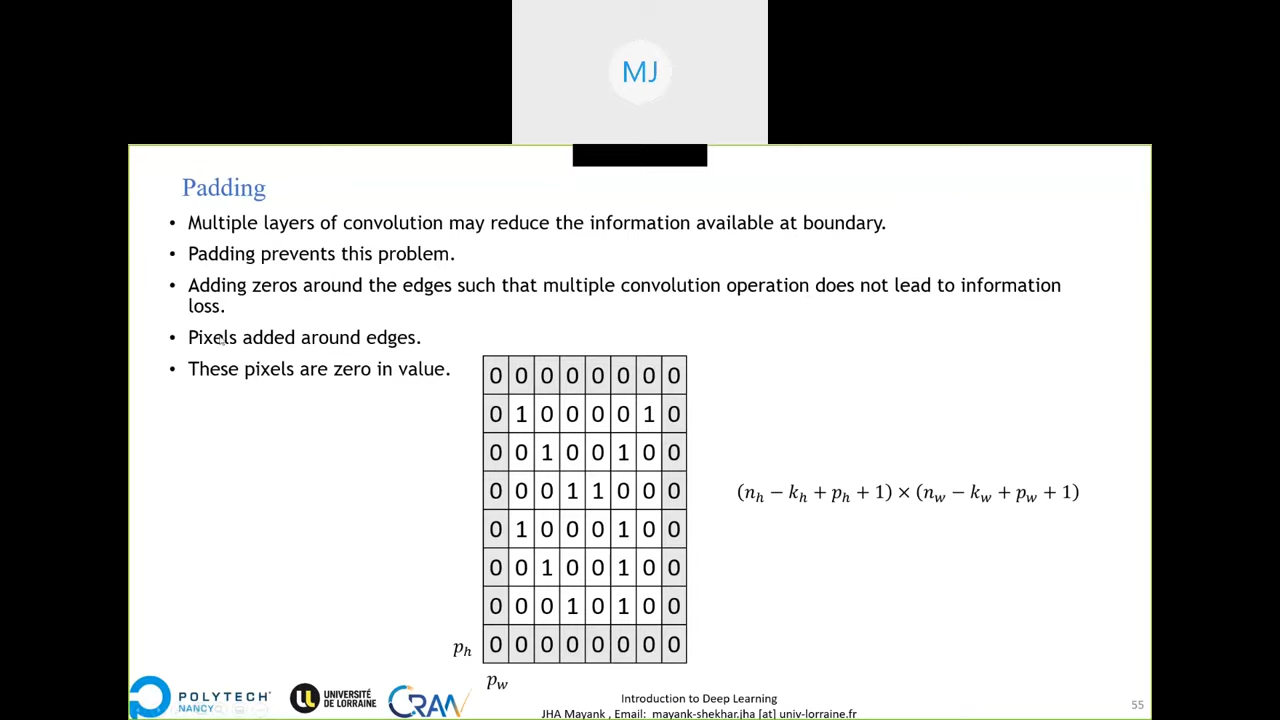 MJ
Padding
• Multiple layers of convolution may reduce the information available at boundary.
• Padding prevents this problem.
• Adding zeros around the edges such that multiple convolution operation does not lead to information
loss.
• Pixels added around edges.
• These pixels are zero in value.
0 0 0 0 0 0 0 0
0 1 0 0 0 0 1 0
0 0 1 0 0 1 0 0
0 0 0 1 1 0 0 0
0 1 0 0 0 1 0 0
0 0 1 0 0 1 0 0
0 0 0 1 0 1 0 0
0 0 0 0 0 0 0 0
(n_h − k_h + p_h + 1) × (n_w − k_w + p_w + 1)
p_h
p_w
POLYTECH
NANCY
UL
UNIVERSITÉ
DE LORRAINE
CRAN
Introduction to Deep Learning
JHA Mayank , Email: mayank-shekhar.jha [at] univ-lorraine.fr
55